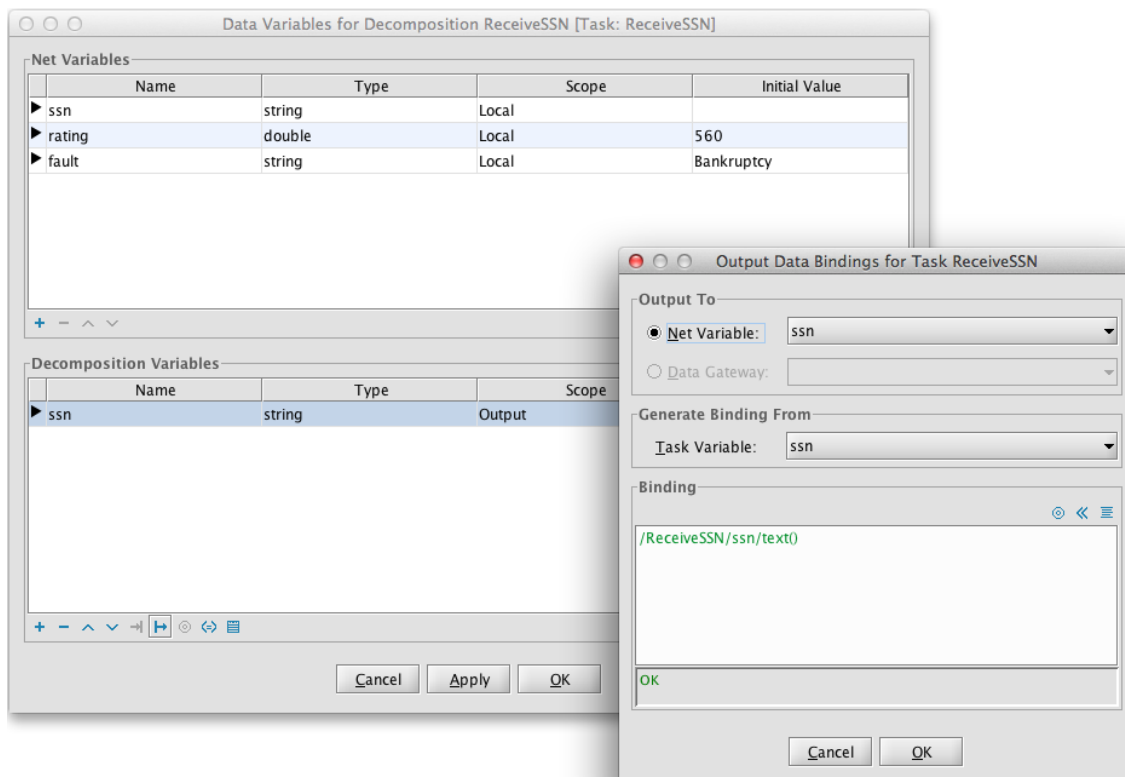 Data Variables for Decomposition ReceiveSSN [Task: ReceiveSSN]
Net Variables
Name Type Scope Initial Value
ssn string Local
rating double Local 560
fault string Local Bankruptcy
Decomposition Variables
Name Type Scope
ssn string Output
Cancel Apply OK
Output Data Bindings for Task ReceiveSSN
Output To
Net Variable: ssn
Data Gateway:
Generate Binding From
Task Variable: ssn
Binding
/ReceiveSSN/ssn/text()
OK
Cancel OK